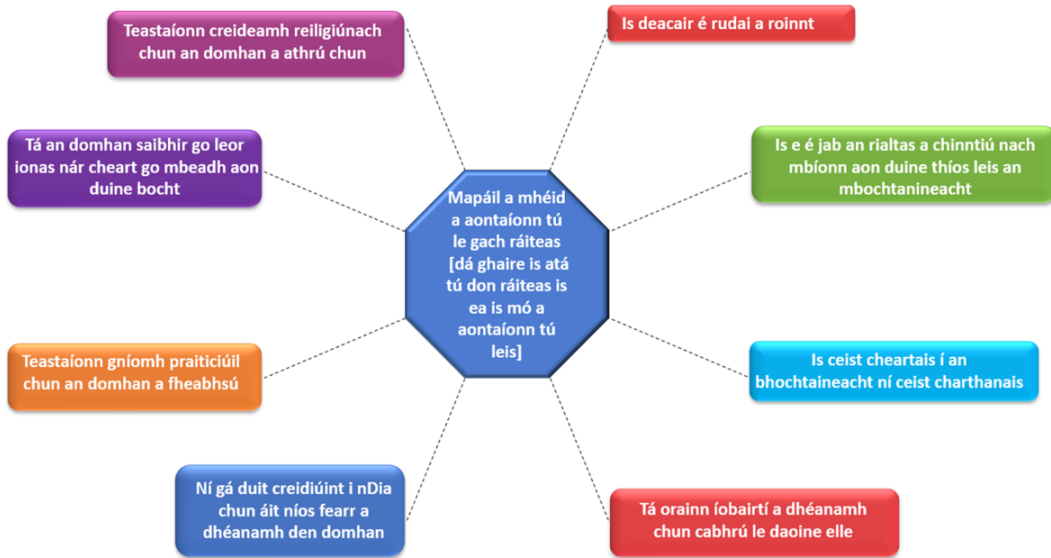 Teastaíonn creideamh reiligiúnach
chun an domhan a athrú chun
Is deacair é rudai a roinnt
Tá an domhan saibhir go leor
ionas nár cheart go mbeadh aon
duine bocht
Is e é jab an rialtas a chinntiú nach
mbíonn aon duine thíos leis an
mbochtanineacht
Mapáil a mhéid
a aontaíonn tú
le gach ráiteas
[dá ghaire is atá
tú don ráiteas is
ea is mó a
aontaíonn tú
leis]
Teastaíonn gníomh praiticiúil
chun an domhan a fheabhsú
Is ceist cheartais í an
bhochtaineacht ní ceist charthanais
Ní gá duit creidiúint i nDia
chun áit níos fearr a
dhéanamh den domhan
Tá orainn íobairtí a dhéanamh
chun cabhrú le daoine elle